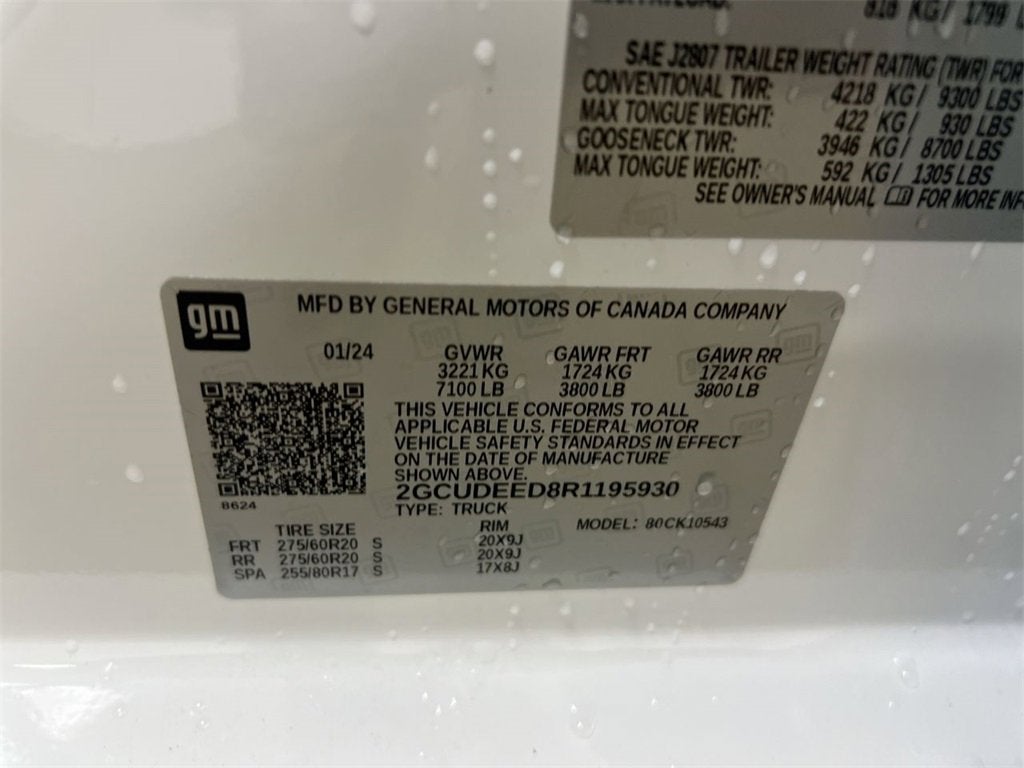 818 KG/ 1799
SAE J2807 TRAILER WEIGHT RATING (TWR) FOR
CONVENTIONAL TWR: 4218 KG/ 9300 LBS
MAX TONGUE WEIGHT: 422 KG/ 930 LBS
GOOSENECK TWR: 3946 KG/ 8700 LBS
MAX TONGUE WEIGHT: 592 KG/ 1305 LBS
SEE OWNER'S MANUAL FOR MORE
gm
MFD BY GENERAL MOTORS OF CANADA COMPANY
01/24 GVWR GAWR FRT GAWR RR
3221 KG 1724 KG 1724 KG
7100 LB 3800 LB 3800 LB
THIS VEHICLE CONFORMS TO ALL
APPLICABLE U.S. FEDERAL MOTOR
VEHICLE SAFETY STANDARDS IN EFFECT
ON THE DATE OF MANUFACTURE
SHOWN ABOVE.
2GCUDEED8R1195930
8624
TYPE: TRUCK
TIRE SIZE RIM MODEL: 80CK10543
FRT 275/60R20 S 20X9J
RR 275/60R20 S 20X9J
SPA 255/80R17 S 17X8J